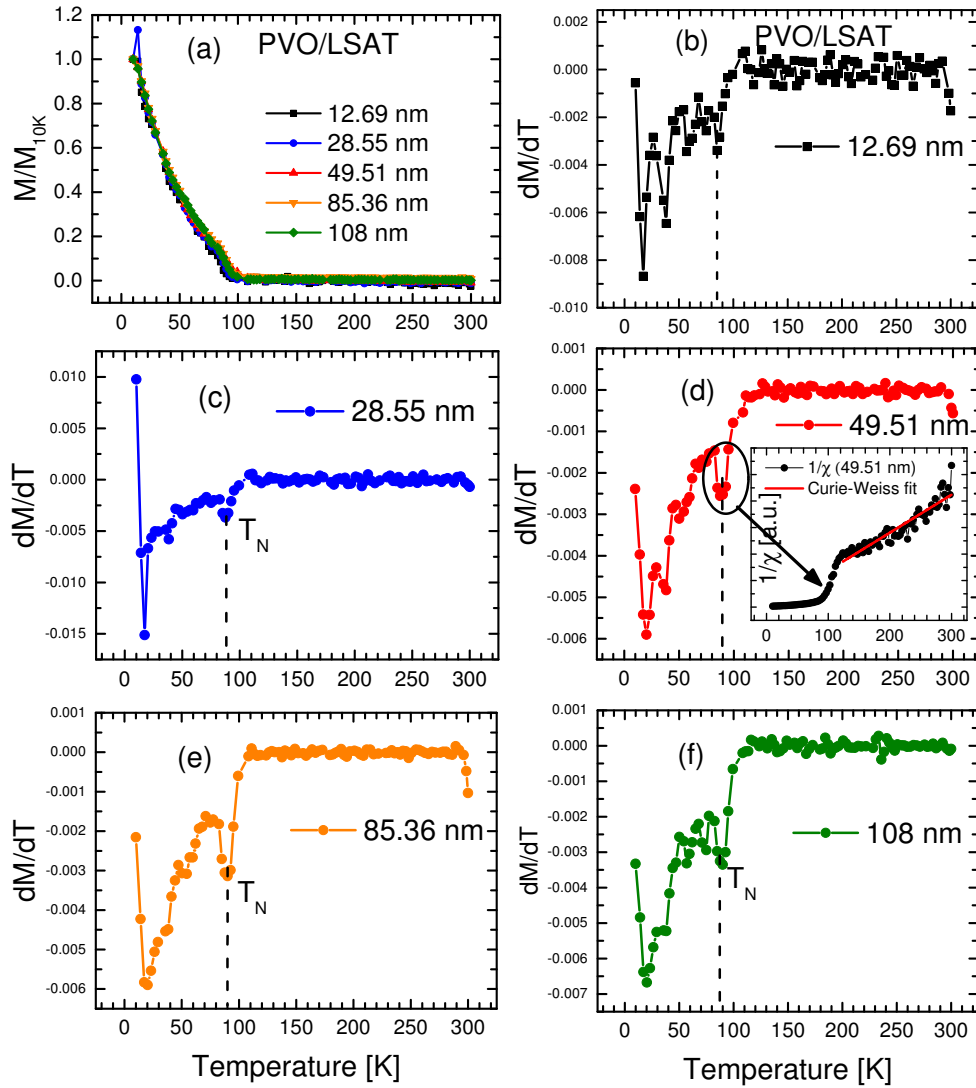 (a)
PVO/LSAT
12.69 nm
28.55 nm
49.51 nm
85.36 nm
108 nm
M/M10K
1.2
1.0
0.8
0.6
0.4
0.2
0.0
0 50 100 150 200 250 300
(b)
PVO/LSAT
12.69 nm
dM/dT
0.002
0.000
-0.002
-0.004
-0.006
-0.008
-0.010
0 50 100 150 200 250 300
(c)
28.55 nm
TN
dM/dT
0.010
0.005
0.000
-0.005
-0.010
-0.015
0 50 100 150 200 250 300
(d)
49.51 nm
1/χ (49.51 nm)
Curie-Weiss fit
1/χ [a.u.]
0 100 200 300
dM/dT
0.001
0.000
-0.001
-0.002
-0.003
-0.004
-0.005
-0.006
0 50 100 150 200 250 300
(e)
85.36 nm
TN
dM/dT
0.001
0.000
-0.001
-0.002
-0.003
-0.004
-0.005
-0.006
0 50 100 150 200 250 300
Temperature [K]
(f)
108 nm
TN
dM/dT
0.001
0.000
-0.001
-0.002
-0.003
-0.004
-0.005
-0.006
-0.007
0 50 100 150 200 250 300
Temperature [K]